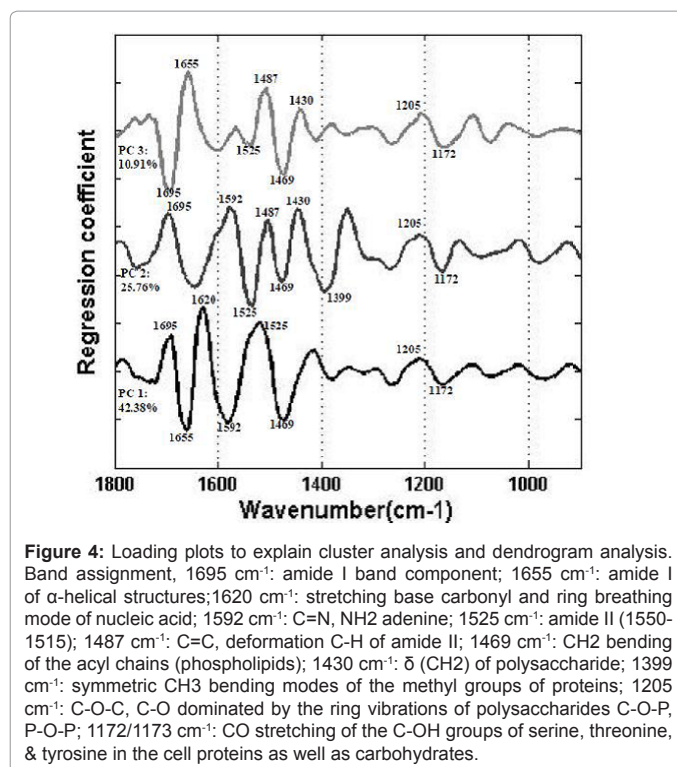 1655
1487
1430
1205
PC 3:
10.91%
1525
1172
1469
1695
1695
1592
1487
1430
1205
PC 2:
25.76%
1469
1172
1525
1399
1620
1695
1525
1205
PC 1:
42.38%
1172
1592
1469
1655
Regression coefficient
1800
1600
1400
1200
1000
Wavenumber(cm-1)
Figure 4: Loading plots to explain cluster analysis and dendrogram analysis.
Band assignment, 1695 cm-1: amide I band component; 1655 cm-1: amide I
of α-helical structures;1620 cm-1: stretching base carbonyl and ring breathing
mode of nucleic acid; 1592 cm-1: C=N, NH2 adenine; 1525 cm-1: amide II (1550-
1515); 1487 cm-1: C=C, deformation C-H of amide II; 1469 cm-1: CH2 bending
of the acyl chains (phospholipids); 1430 cm-1: δ (CH2) of polysaccharide; 1399
cm-1: symmetric CH3 bending modes of the methyl groups of proteins; 1205
cm-1: C-O-C, C-O dominated by the ring vibrations of polysaccharides C-O-P,
P-O-P; 1172/1173 cm-1: CO stretching of the C-OH groups of serine, threonine,
& tyrosine in the cell proteins as well as carbohydrates.